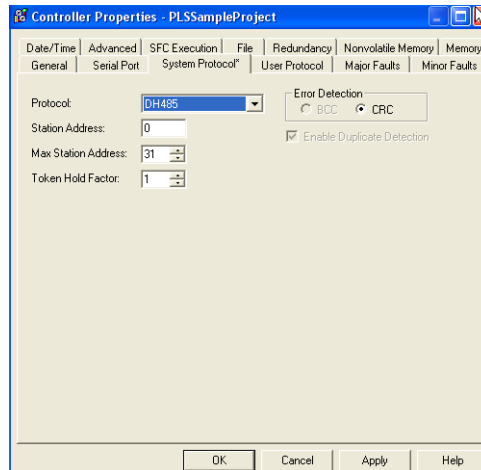 Controller Properties - PLSSampleProject
Date/Time Advanced SFC Execution File Redundancy Nonvolatile Memory Memory
General Serial Port System Protocol* User Protocol Major Faults Minor Faults
Protocol: DH485
Error Detection
BCC CRC
Station Address: 0
Enable Duplicate Detection
Max Station Address: 31
Token Hold Factor: 1
OK Cancel Apply Help